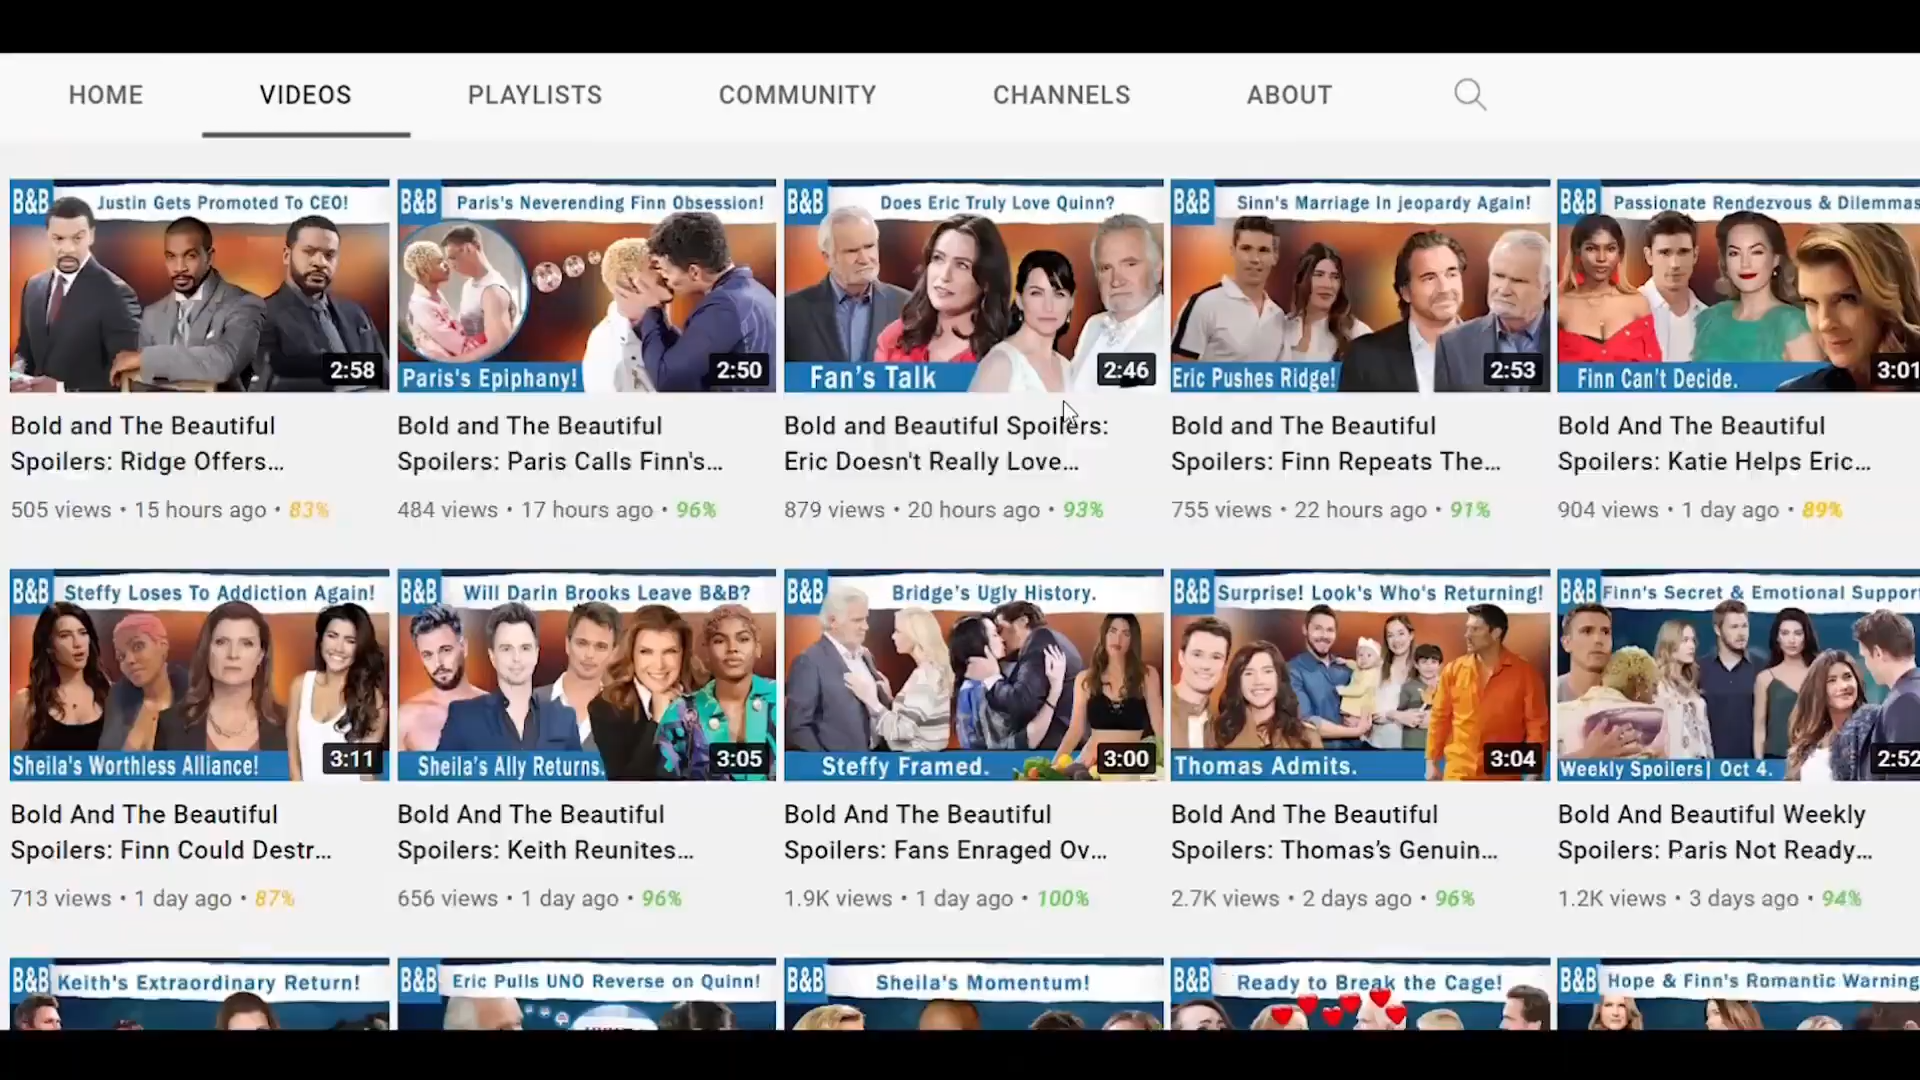 HOME VIDEOS PLAYLISTS COMMUNITY CHANNELS ABOUT
B&B Justin Gets Promoted To CEO!
2:58
Bold and The Beautiful
Spoilers: Ridge Offers...
505 views • 15 hours ago • 83%
B&B Paris's Neverending Finn Obsession!
Paris's Epiphany!
2:50
Bold and The Beautiful
Spoilers: Paris Calls Finn's...
484 views • 17 hours ago • 96%
B&B Does Eric Truly Love Quinn?
Fan's Talk
2:46
Bold and Beautiful Spoilers:
Eric Doesn't Really Love...
879 views • 20 hours ago • 93%
B&B Sinn's Marriage In jeopardy Again!
Eric Pushes Ridge!
2:53
Bold and The Beautiful
Spoilers: Finn Repeats The...
755 views • 22 hours ago • 91%
B&B Passionate Rendezvous & Dilemmas
Finn Can't Decide.
3:01
Bold And The Beautiful
Spoilers: Katie Helps Eric...
904 views • 1 day ago • 89%
B&B Steffy Loses To Addiction Again!
Sheila's Worthless Alliance!
3:11
Bold And The Beautiful
Spoilers: Finn Could Destr...
713 views • 1 day ago • 87%
B&B Will Darin Brooks Leave B&B?
Sheila's Ally Returns.
3:05
Bold And The Beautiful
Spoilers: Keith Reunites...
656 views • 1 day ago • 96%
B&B Bridge's Ugly History.
Steffy Framed.
3:00
Bold And The Beautiful
Spoilers: Fans Enraged Ov...
1.9K views • 1 day ago • 100%
B&B Surprise! Look's Who's Returning!
Thomas Admits.
3:04
Bold And The Beautiful
Spoilers: Thomas's Genuin...
2.7K views • 2 days ago • 96%
B&B Finn's Secret & Emotional Support
Weekly Spoilers| Oct 4.
2:52
Bold And Beautiful Weekly
Spoilers: Paris Not Ready...
1.2K views • 3 days ago • 94%
B&B Keith's Extraordinary Return!
B&B Eric Pulls UNO Reverse on Quinn!
B&B Sheila's Momentum!
B&B Ready to Break the Cage!
B&B Hope & Finn's Romantic Warning